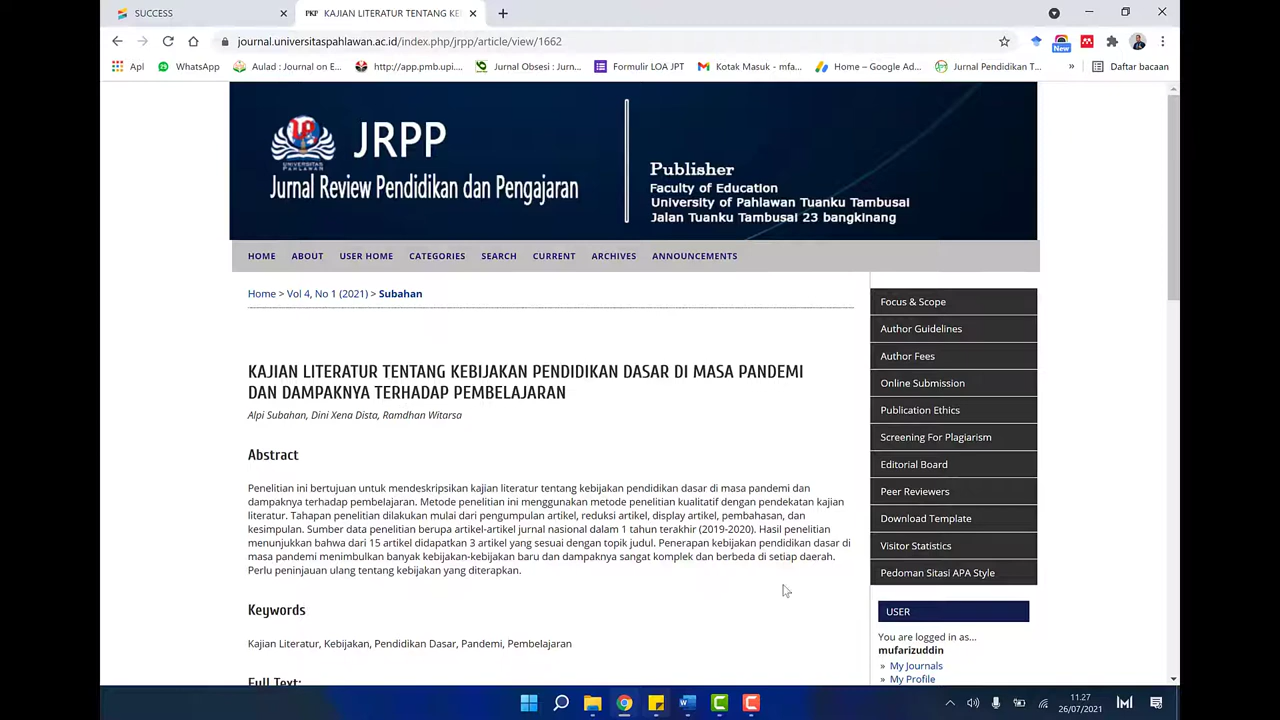 SUCCESS
PKP KAJIAN LITERATUR TENTANG KE
journal.universitaspahlawan.ac.id/index.php/jrpp/article/view/1662
New
Apl
WhatsApp
Aulad : Journal on E...
http://app.pmb.upi....
Jurnal Obsesi : Jurn...
Formulir LOA JPT
Kotak Masuk - mfa...
Home – Google Ad...
Jurnal Pendidikan T...
»
Daftar bacaan
UNIVERSITAS
PAHLAWAN
JRPP
Jurnal Review Pendidikan dan Pengajaran
Publisher
Faculty of Education
University of Pahlawan Tuanku Tambusai
Jalan Tuanku Tambusai 23 bangkinang
HOME ABOUT USER HOME CATEGORIES SEARCH CURRENT ARCHIVES ANNOUNCEMENTS
Home > Vol 4, No 1 (2021) > Subahan
KAJIAN LITERATUR TENTANG KEBIJAKAN PENDIDIKAN DASAR DI MASA PANDEMI
DAN DAMPAKNYA TERHADAP PEMBELAJARAN
Alpi Subahan, Dini Xena Dista, Ramdhan Witarsa
Abstract
Penelitian ini bertujuan untuk mendeskripsikan kajian literatur tentang kebijakan pendidikan dasar di masa pandemi dan
dampaknya terhadap pembelajaran. Metode penelitian ini menggunakan metode penelitian kualitatif dengan pendekatan kajian
literatur. Tahapan penelitian dilakukan mulai dari pengumpulan artikel, reduksi artikel, display artikel, pembahasan, dan
kesimpulan. Sumber data penelitian berupa artikel-artikel jurnal nasional dalam 1 tahun terakhir (2019-2020). Hasil penelitian
menunjukkan bahwa dari 15 artikel didapatkan 3 artikel yang sesuai dengan topik judul. Penerapan kebijakan pendidikan dasar di
masa pandemi menimbulkan banyak kebijakan-kebijakan baru dan dampaknya sangat komplek dan berbeda di setiap daerah.
Perlu peninjauan ulang tentang kebijakan yang diterapkan.
Keywords
Kajian Literatur, Kebijakan, Pendidikan Dasar, Pandemi, Pembelajaran
Full Text:
Focus & Scope
Author Guidelines
Author Fees
Online Submission
Publication Ethics
Screening For Plagiarism
Editorial Board
Peer Reviewers
Download Template
Visitor Statistics
Pedoman Sitasi APA Style
USER
You are logged in as...
mufarizuddin
» My Journals
» My Profile
11.27
26/07/2021